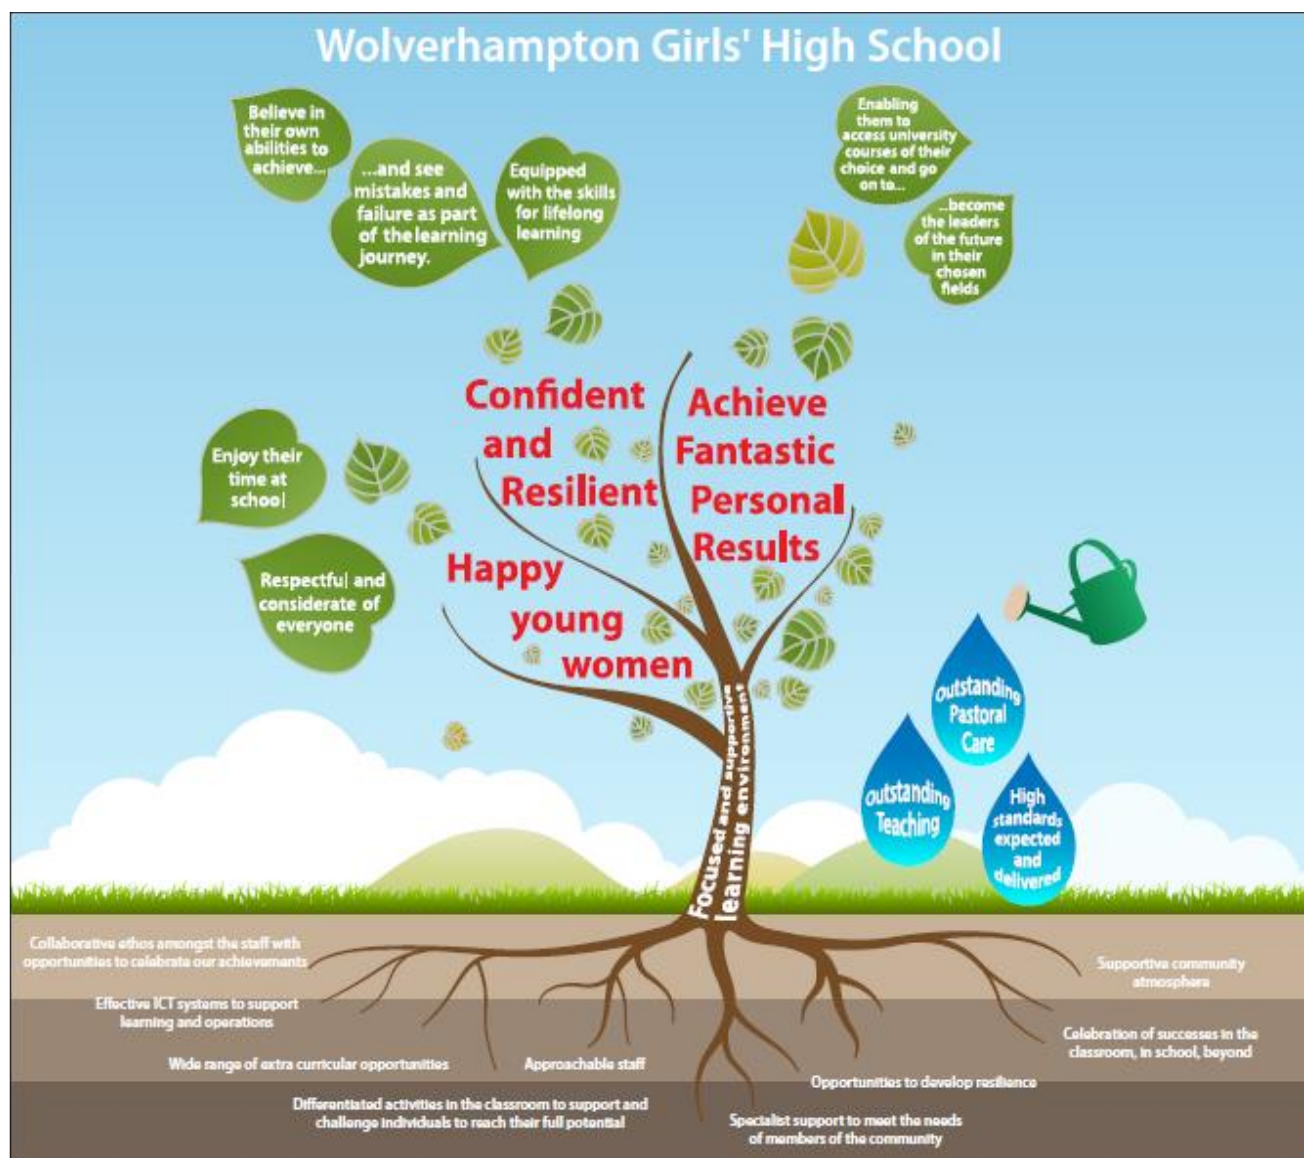 Wolverhampton Girls' High School
Believe in
their own
abilities to
achieve...
...and see
mistakes and
failure as part
of the learning
journey.
Equipped
with the skills
for lifelong
learning
Enabling
them to
access university
courses of their
choice and go
on to...
...become
the leaders
of the future
in their
chosen
fields
Confident
and
Resilient
Achieve
Fantastic
Personal
Results
Enjoy their
time at
school
Respectful and
considerate of
everyone
Happy
young
women
Outstanding
Pastoral
Care
Outstanding
Teaching
High
standards
expected
and
delivered
Focused and supportive
learning environment
Collaborative ethos amongst the staff with
opportunities to celebrate our achievements
Supportive community
atmosphere
Effective ICT systems to support
learning and operations
Celebration of successes in the
classroom, in school, beyond
Wide range of extra curricular opportunities
Approachable staff
Opportunities to develop resilience
Differentiated activities in the classroom to support and
challenge individuals to reach their full potential
Specialist support to meet the needs
of members of the community